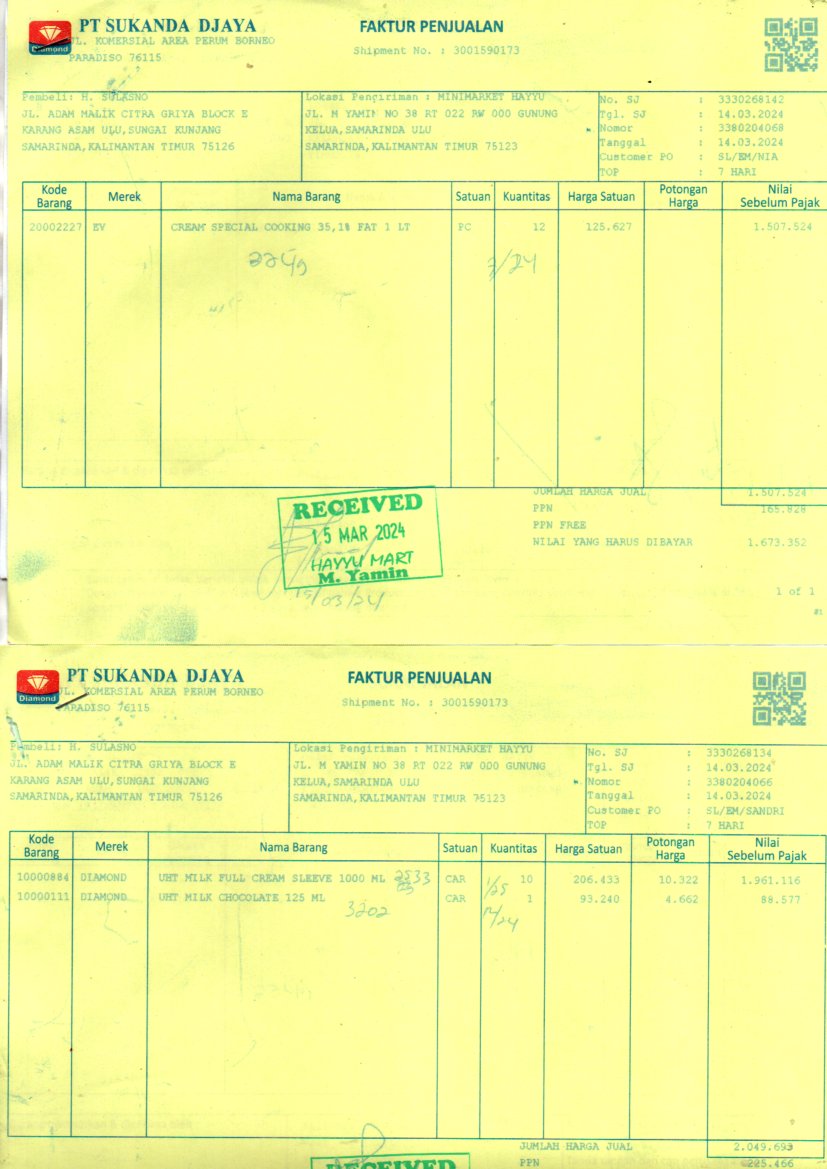 PT SUKANDA DJAYA
FAKTUR PENJUALAN
Diamond
JL. KOMERSIAL AREA PERUM BORNEO
PARADISO 76115
Shipment No. : 3001590173
Pembeli: H. SULASNO
JL. ADAM MALIK CITRA GRIYA BLOCK E
KARANG ASAM ULU,SUNGAI KUNJANG
SAMARINDA,KALIMANTAN TIMUR 75126
Lokasi Pengiriman : MINIMARKET HAYYU
JL. M YAMIN NO 38 RT 022 RW 000 GUNUNG
KELUA,SAMARINDA ULU
SAMARINDA,KALIMANTAN TIMUR 75123
No. SJ : 3330268142
Tgl. SJ : 14.03.2024
Nomor : 3380204068
Tanggal : 14.03.2024
Customer PO : SL/EM/NIA
TOP : 7 HARI
Kode Barang Merek Nama Barang Satuan Kuantitas Harga Satuan Potongan Harga Nilai Sebelum Pajak
20002227 EV CREAM SPECIAL COOKING 35,1% FAT 1 LT PC 12 125.627 1.507.524
2249 7/24
JUMLAH HARGA JUAL 1.507.524
PPN 165.828
PPN FREE
NILAI YANG HARUS DIBAYAR 1.673.352
RECEIVED
15 MAR 2024
HAYYU MART
M. Yamin
15/03/24
1 of 1
#1
PT SUKANDA DJAYA
FAKTUR PENJUALAN
Diamond
JL. KOMERSIAL AREA PERUM BORNEO
PARADISO 76115
Shipment No. : 3001590173
Pembeli: H. SULASNO
JL. ADAM MALIK CITRA GRIYA BLOCK E
KARANG ASAM ULU,SUNGAI KUNJANG
SAMARINDA,KALIMANTAN TIMUR 75126
Lokasi Pengiriman : MINIMARKET HAYYU
JL. M YAMIN NO 38 RT 022 RW 000 GUNUNG
KELUA,SAMARINDA ULU
SAMARINDA,KALIMANTAN TIMUR 75123
No. SJ : 3330268134
Tgl. SJ : 14.03.2024
Nomor : 3380204066
Tanggal : 14.03.2024
Customer PO : SL/EM/SANDRI
TOP : 7 HARI
Kode Barang Merek Nama Barang Satuan Kuantitas Harga Satuan Potongan Harga Nilai Sebelum Pajak
10000884 DIAMOND UHT MILK FULL CREAM SLEEVE 1000 ML 2533 CAR 1/25 10 206.433 10.322 1.961.116
10000111 DIAMOND UHT MILK CHOCOLATE 125 ML CAR 1 93.240 4.662 88.577
3202
JUMLAH HARGA JUAL 2.049.693
PPN 225.466
RECEIVED